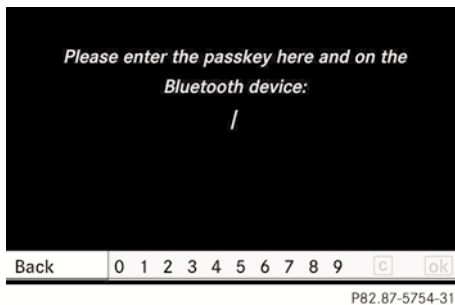 Please enter the passkey here and on the
Bluetooth device:
/
Back 0 1 2 3 4 5 6 7 8 9 c ok
P82.87-5754-31